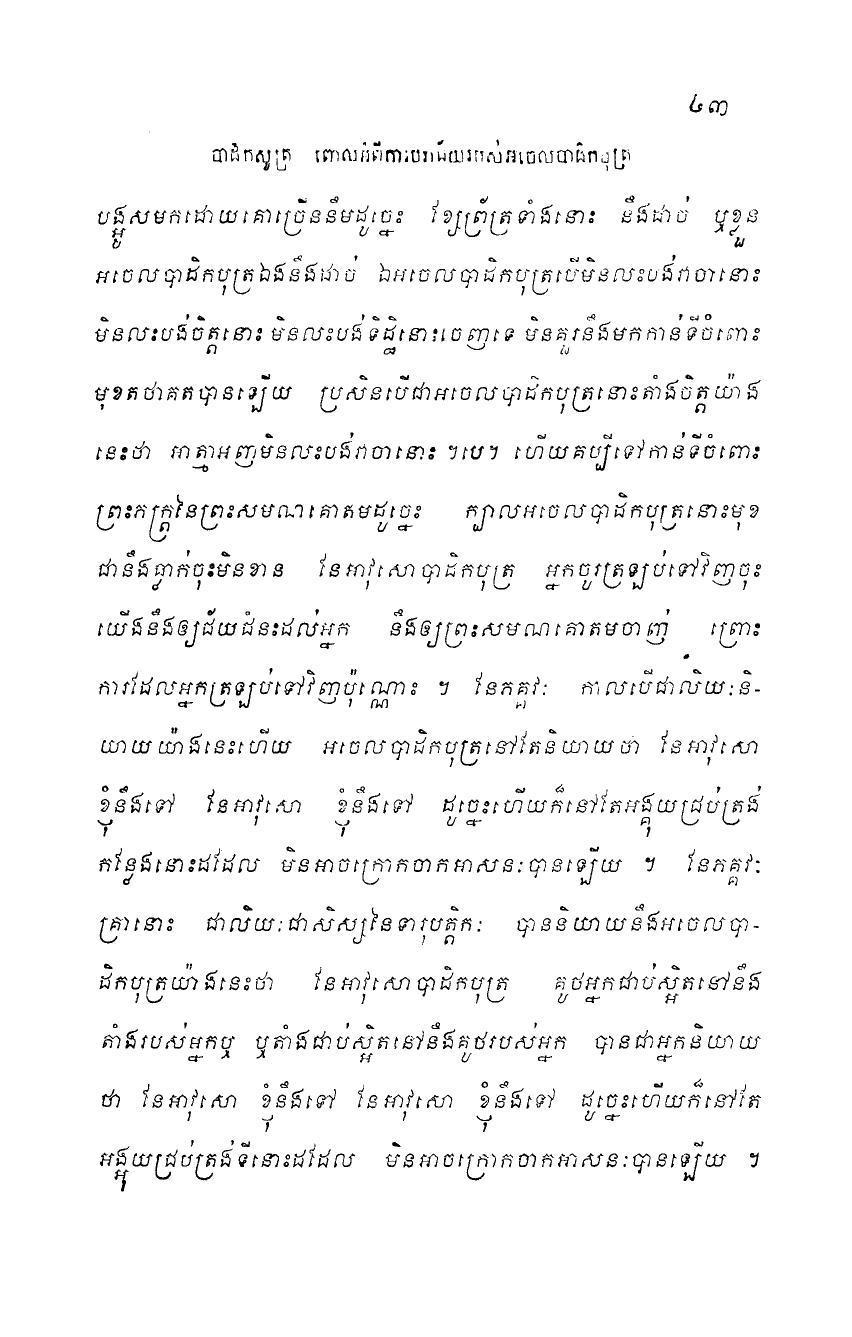 ៤៣
បាដិកសូត្រ ពោលអំពីការបរាជ័យរបស់អចេលបាដិកបុត្រ
បង្អូសមកដោយគោច្រើននឹមដូច្នេះ ខ្សែព្រ័ត្រទាំងនោះ នឹងដាច់ ឬខ្លួន
អចេលបាដិកបុត្រឯងនឹងដាច់ ឯអចេលបាដិកបុត្របើមិនលះបង់វាចានោះ
មិនលះបង់ចិត្តនោះ មិនលះបង់ទិដ្ឋិនោះចេញទេ មិនគួរនឹងមកកាន់ទីចំពោះ
មុខតថាគតបានឡើយ ប្រសិនបើជាអចេលបាដិកបុត្រនោះតាំងចិត្តយ៉ាង
នេះថា អាត្មាអញមិនលះបង់វាចានោះ ។បេ។ ហើយគប្បីទៅកាន់ទីចំពោះ
ព្រះភក្ត្រនៃព្រះសមណគោតមដូច្នេះ ក្បាលអចេលបាដិកបុត្រនោះមុខ
ជានឹងធ្លាក់ចុះមិនខាន នែអាវុសោបាដិកបុត្រ អ្នកចូរត្រឡប់ទៅវិញចុះ
យើងនឹងឲ្យជ័យជំនះដល់អ្នក នឹងឲ្យព្រះសមណគោតមចាញ់ ព្រោះ
ការដែលអ្នកត្រឡប់ទៅវិញប៉ុណ្ណោះ ។ នែភគ្គវៈ កាលបើជាលិយៈនិ-
យាយយ៉ាងនេះហើយ អចេលបាដិកបុត្រនៅតែនិយាយថា នែអាវុសោ
ខ្ញុំនឹងទៅ នែអាវុសោ ខ្ញុំនឹងទៅ ដូច្នេះហើយក៏នៅតែអង្គុយជ្រប់ត្រង់
កន្លែងនោះដដែល មិនអាចក្រោកចាកអាសនៈបានឡើយ ។ នែភគ្គវៈ
គ្រានោះ ជាលិយៈជាសិស្សនៃទារុបត្តិកៈ បាននិយាយនឹងអចេលបា-
ដិកបុត្រយ៉ាងនេះថា នែអាវុសោបាដិកបុត្រ គូថអ្នកជាប់ស្អិតនៅនឹង
តាំងរបស់អ្នកឬ ឬតាំងជាប់ស្អិតនៅនឹងគូថរបស់អ្នក បានជាអ្នកនិយាយ
ថា នែអាវុសោ ខ្ញុំនឹងទៅ នែអាវុសោ ខ្ញុំនឹងទៅ ដូច្នេះហើយក៏នៅតែ
អង្អុយជ្រប់ត្រង់ទីនោះដដែល មិនអាចក្រោកចាកអាសនៈបានឡើយ ។